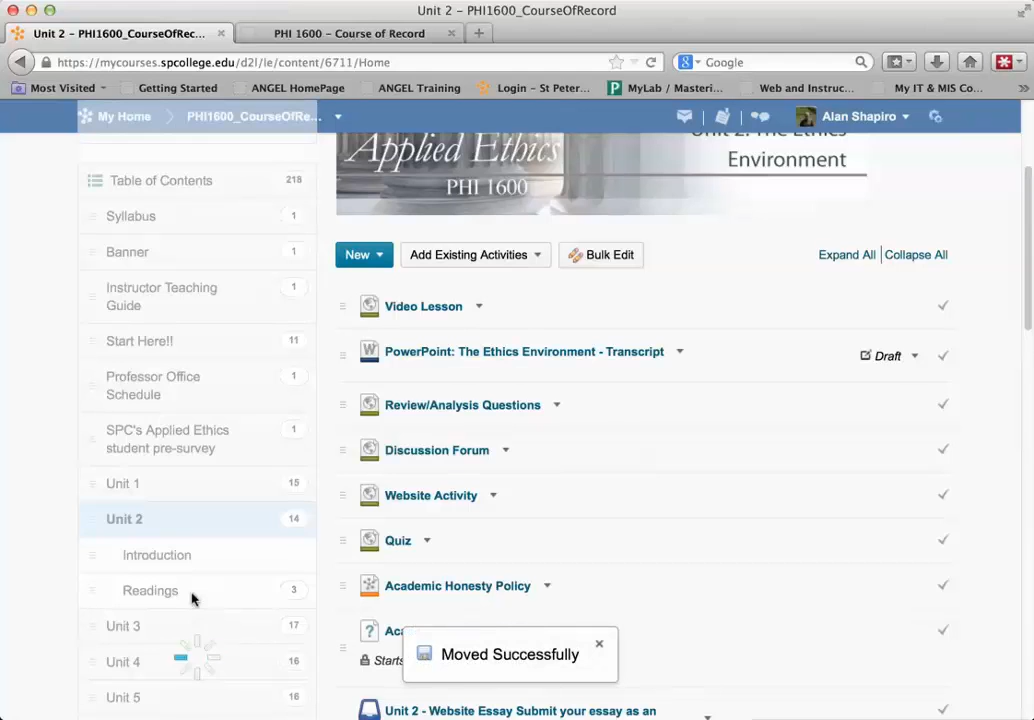 Unit 2 – PHI1600_CourseOfRecord
Unit 2 - PHI1600_CourseOfRec...
PHI 1600 - Course of Record
https://mycourses.spcollege.edu/d2l/le/content/6711/Home
Google
Most Visited
Getting Started
ANGEL HomePage
ANGEL Training
Login - St Peter...
MyLab / Masteri...
Web and Instruc...
My IT & MIS Co...
My Home
PHI1600_CourseOfRe...
Alan Shapiro
Unit 2: The Ethics
Environment
Applied Ethics
PHI 1600
Table of Contents 218
Syllabus 1
Banner 1
Instructor Teaching 1
Guide
Start Here!! 11
Professor Office 1
Schedule
SPC's Applied Ethics 1
student pre-survey
Unit 1 15
Unit 2 14
Introduction
Readings 3
Unit 3 17
Unit 4 16
Unit 5 16
New
Add Existing Activities
Bulk Edit
Expand All | Collapse All
Video Lesson
PowerPoint: The Ethics Environment - Transcript
Draft
Review/Analysis Questions
Discussion Forum
Website Activity
Quiz
Academic Honesty Policy
Aca
Starts
Moved Successfully
Unit 2 - Website Essay Submit your essay as an